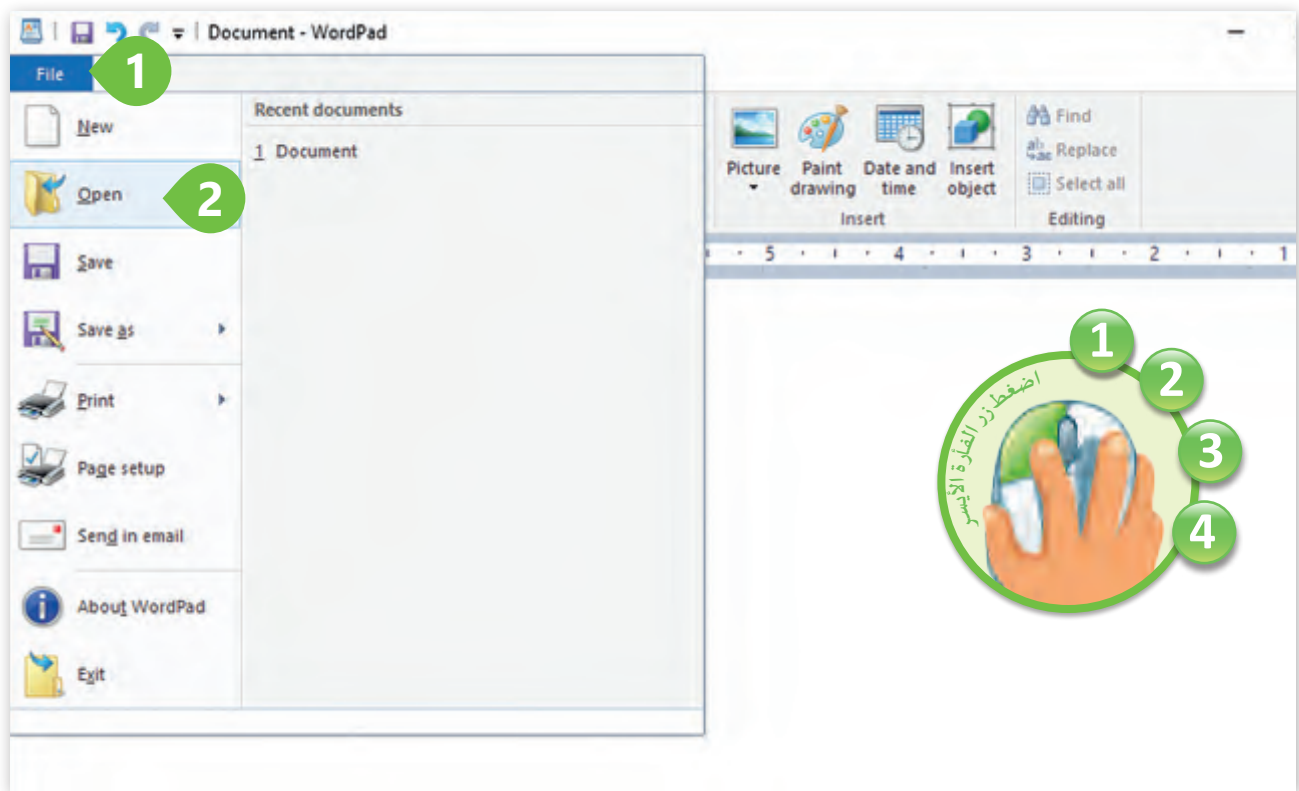 Document - WordPad
File
1
New
Open
2
Save
Save as
Print
Page setup
Send in email
About WordPad
Exit
Recent documents
1 Document
Picture
Paint drawing
Date and time
Insert object
Insert
Find
Replace
Select all
Editing
5 4 3 2 1
اضغط زر الفأرة الأيسر
1
2
3
4